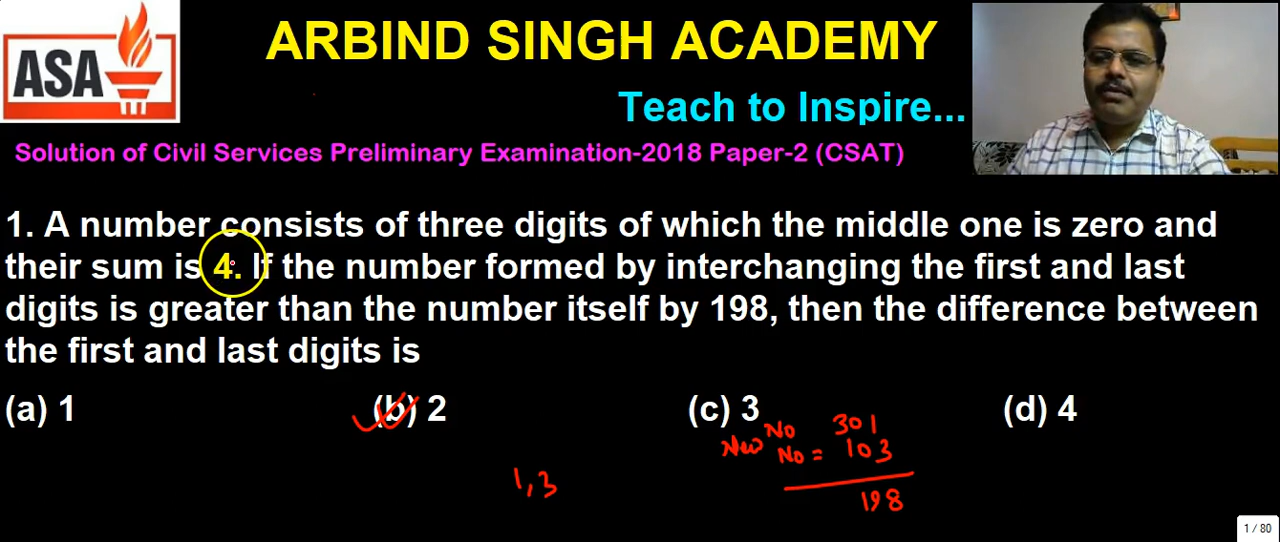 ASA
ARBIND SINGH ACADEMY
Teach to Inspire...
Solution of Civil Services Preliminary Examination-2018 Paper-2 (CSAT)
1. A number consists of three digits of which the middle one is zero and
their sum is 4. If the number formed by interchanging the first and last
digits is greater than the number itself by 198, then the difference between
the first and last digits is
(a) 1 (b) 2 (c) 3 (d) 4
New No 301
No = 103
1, 3
198
1 / 80